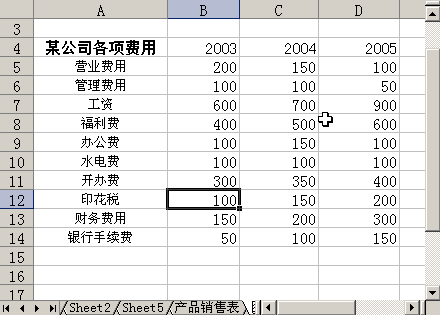 A B C D
3
4 某公司各项费用 2003 2004 2005
5 营业费用 200 150 100
6 管理费用 100 100 50
7 工资 600 700 900
8 福利费 400 500 600
9 办公费 100 150 100
10 水电费 100 100 100
11 开办费 300 350 400
12 印花税 100 150 200
13 财务费用 150 200 300
14 银行手续费 50 100 150
15
16
17
Sheet2 Sheet5 产品销售表